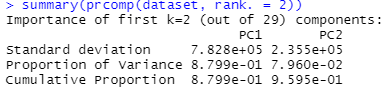 > summary(prcomp(dataset, rank. = 2))
Importance of first k=2 (out of 29) components:
                             PC1       PC2
Standard deviation     7.828e+05 2.355e+05
Proportion of Variance 8.799e-01 7.960e-02
Cumulative Proportion  8.799e-01 9.595e-01